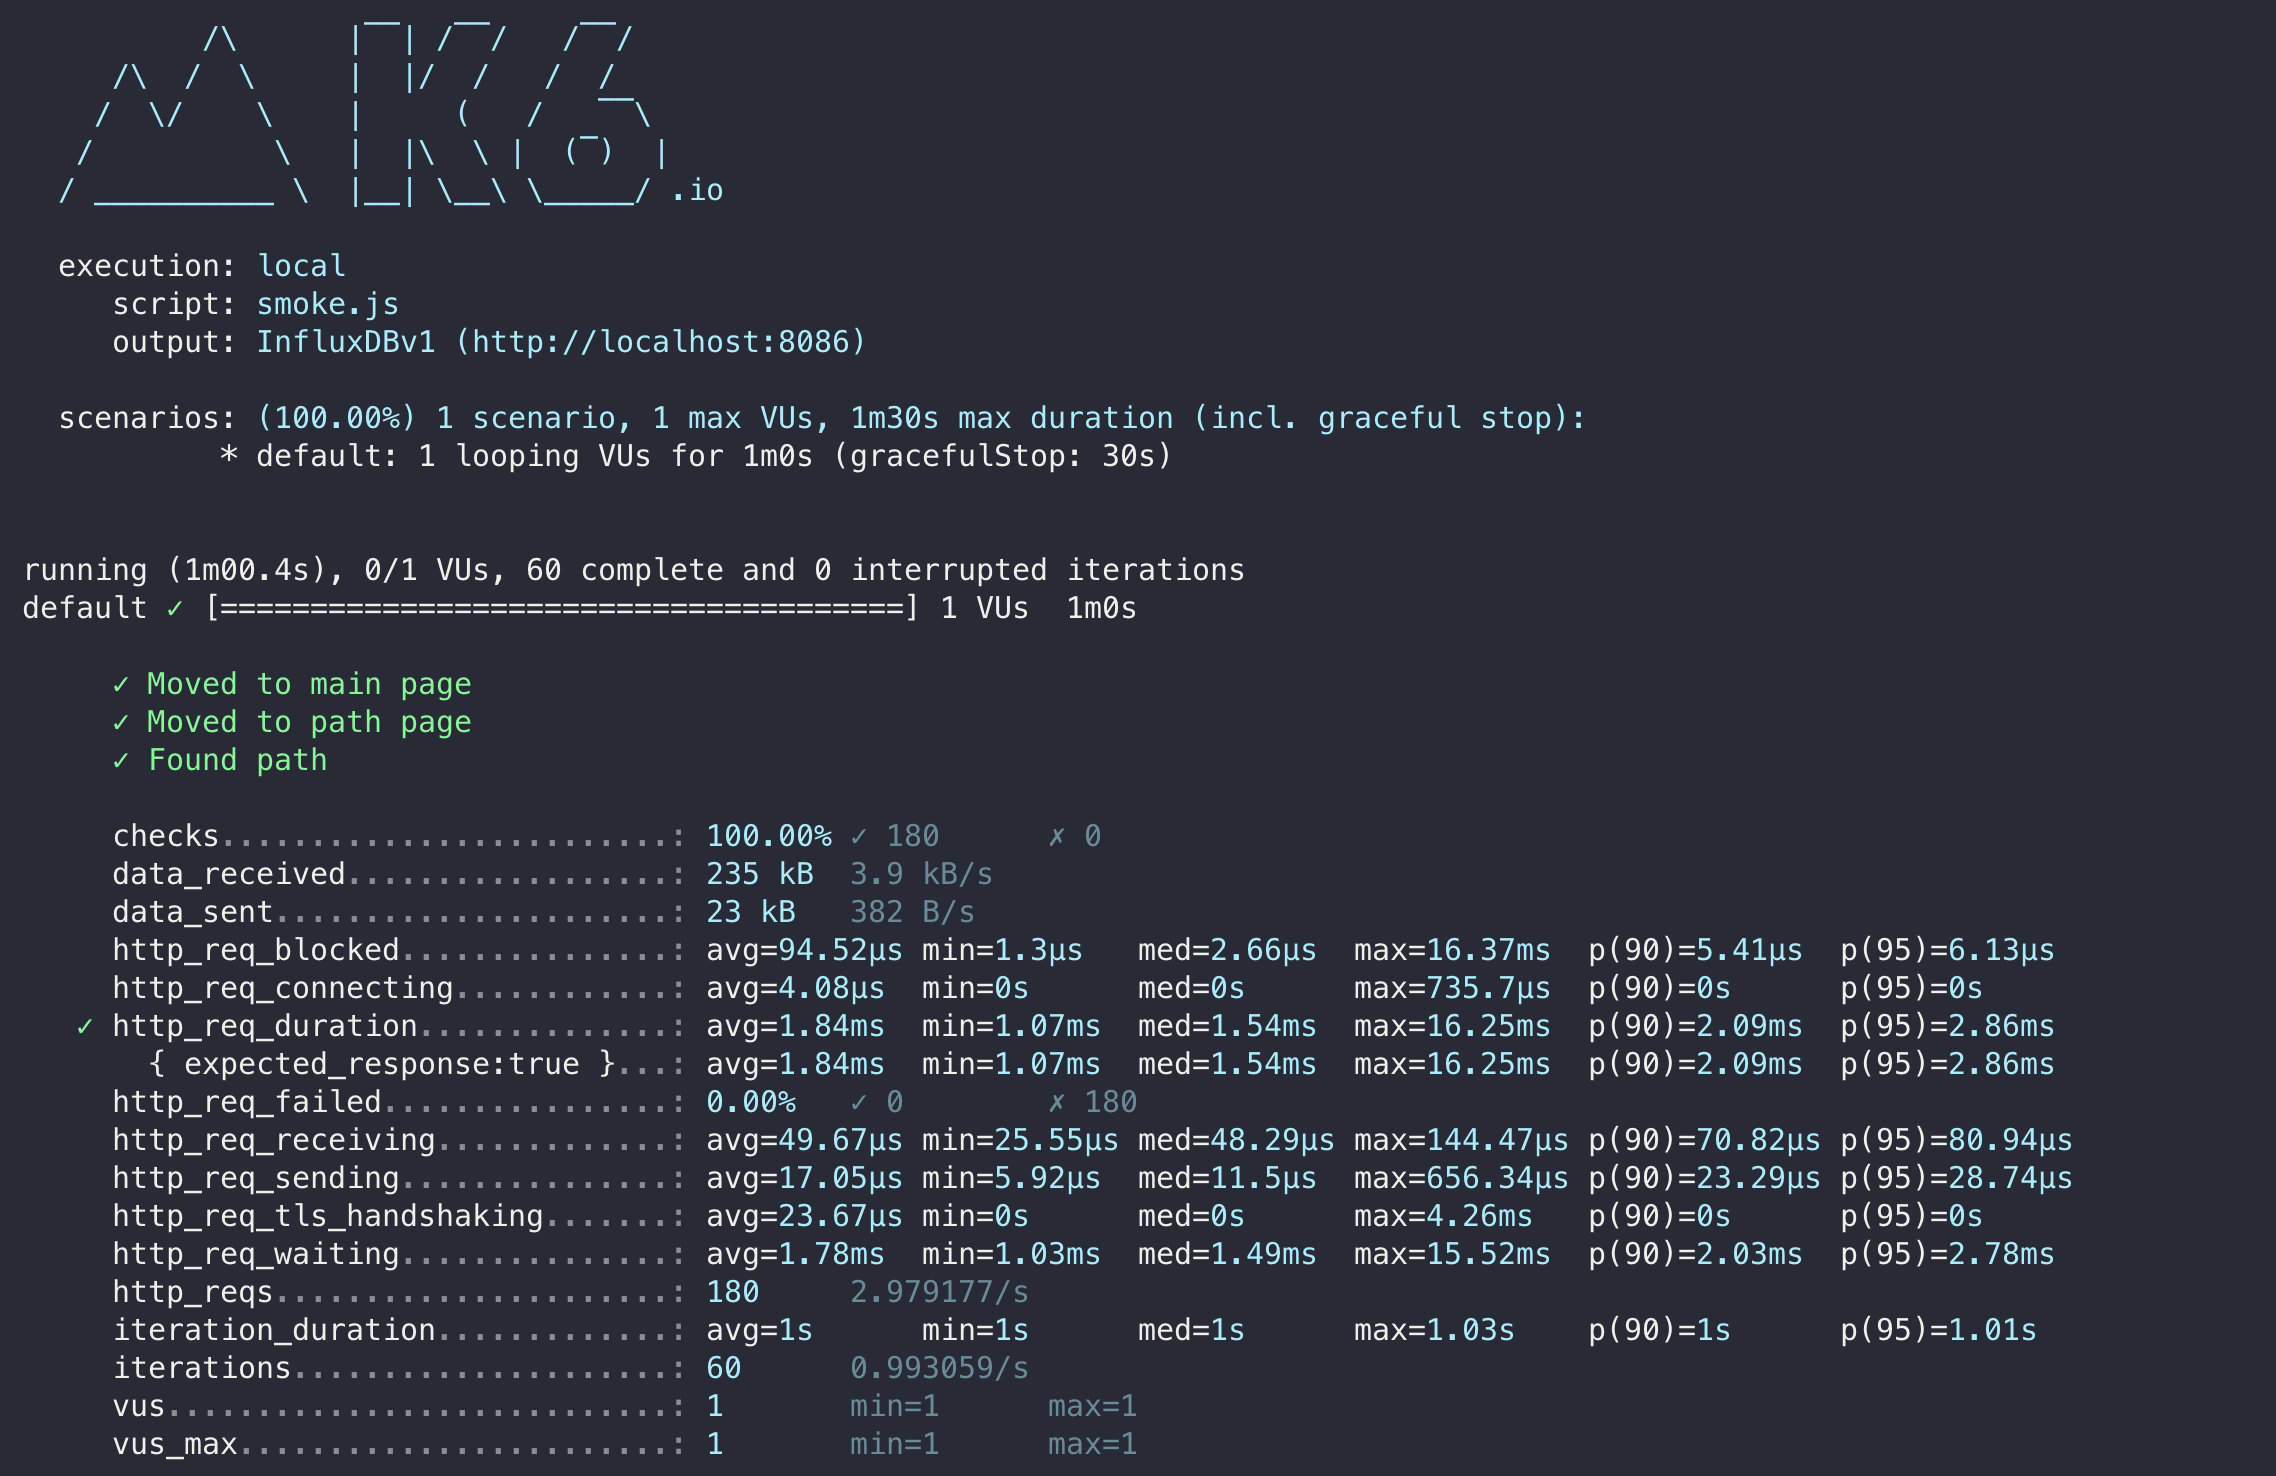 /\      |‾‾| /‾‾/   /‾‾/
     /\  /  \     |  |/  /   /  /
    /  \/    \    |     (   /   ‾‾\
   /          \   |  |\  \ |  (‾)  |
  / __________ \  |__| \__\ \_____/ .io

  execution: local
     script: smoke.js
     output: InfluxDBv1 (http://localhost:8086)

  scenarios: (100.00%) 1 scenario, 1 max VUs, 1m30s max duration (incl. graceful stop):
           * default: 1 looping VUs for 1m0s (gracefulStop: 30s)

running (1m00.4s), 0/1 VUs, 60 complete and 0 interrupted iterations
default ✓ [======================================] 1 VUs  1m0s

     ✓ Moved to main page
     ✓ Moved to path page
     ✓ Found path

     checks.........................: 100.00% ✓ 180      ✗ 0
     data_received..................: 235 kB  3.9 kB/s
     data_sent......................: 23 kB   382 B/s
     http_req_blocked...............: avg=94.52µs min=1.3µs   med=2.66µs  max=16.37ms  p(90)=5.41µs  p(95)=6.13µs
     http_req_connecting............: avg=4.08µs  min=0s      med=0s      max=735.7µs  p(90)=0s      p(95)=0s
   ✓ http_req_duration..............: avg=1.84ms  min=1.07ms  med=1.54ms  max=16.25ms  p(90)=2.09ms  p(95)=2.86ms
       { expected_response:true }...: avg=1.84ms  min=1.07ms  med=1.54ms  max=16.25ms  p(90)=2.09ms  p(95)=2.86ms
     http_req_failed................: 0.00%   ✓ 0        ✗ 180
     http_req_receiving.............: avg=49.67µs min=25.55µs med=48.29µs max=144.47µs p(90)=70.82µs p(95)=80.94µs
     http_req_sending...............: avg=17.05µs min=5.92µs  med=11.5µs  max=656.34µs p(90)=23.29µs p(95)=28.74µs
     http_req_tls_handshaking.......: avg=23.67µs min=0s      med=0s      max=4.26ms   p(90)=0s      p(95)=0s
     http_req_waiting...............: avg=1.78ms  min=1.03ms  med=1.49ms  max=15.52ms  p(90)=2.03ms  p(95)=2.78ms
     http_reqs......................: 180     2.979177/s
     iteration_duration.............: avg=1s      min=1s      med=1s      max=1.03s    p(90)=1s      p(95)=1.01s
     iterations.....................: 60      0.993059/s
     vus............................: 1       min=1      max=1
     vus_max........................: 1       min=1      max=1